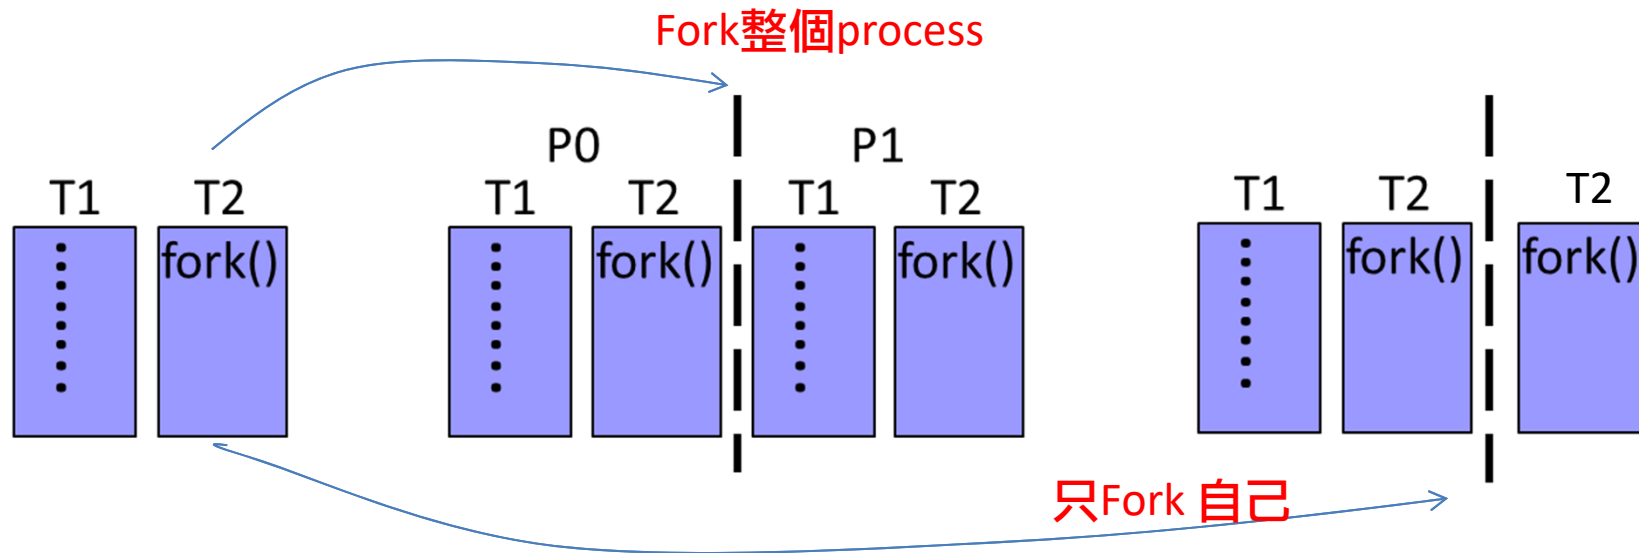 Fork整個process
P0 P1
T1 T2 T1 T2 T1 T2 T1 T2 T2
fork() fork() fork() fork() fork()
只Fork 自己